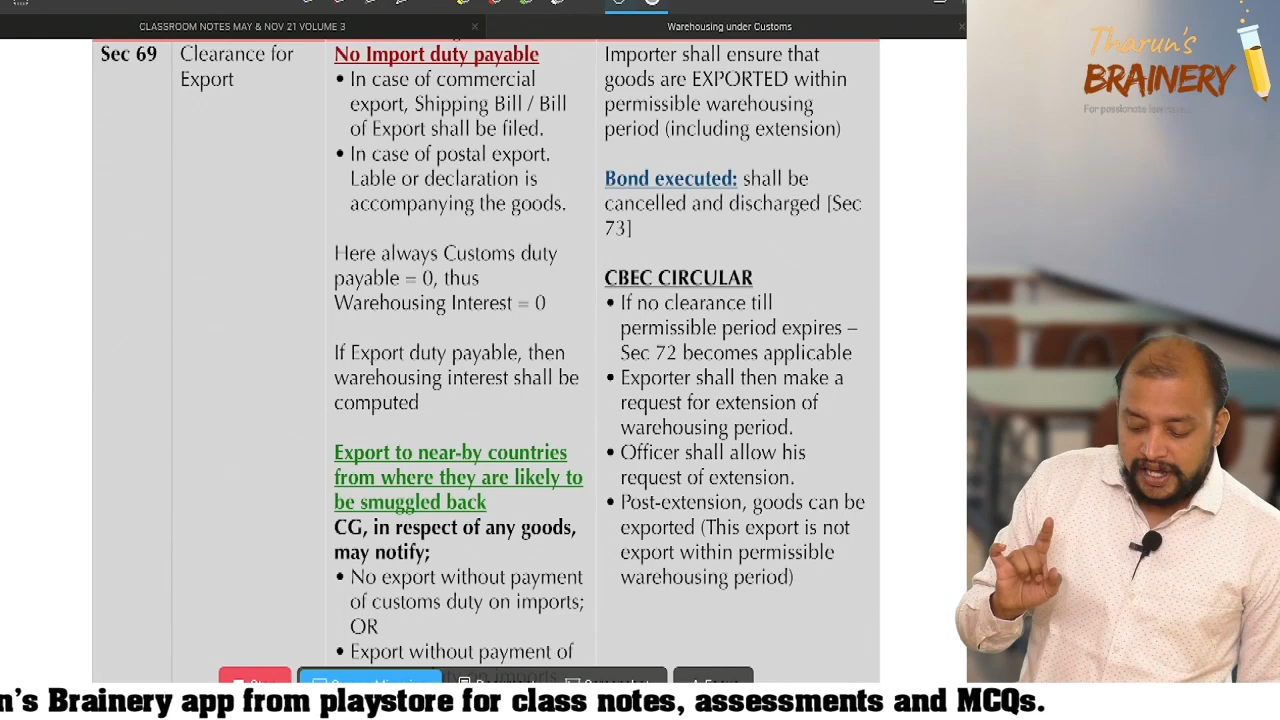 CLASSROOM NOTES MAY & NOV 21 VOLUME 3
Warehousing under Customs
Tharun's
BRAINERY
Sec 69
Clearance for
Export
No Import duty payable
• In case of commercial
export, Shipping Bill / Bill
of Export shall be filed.
• In case of postal export.
Lable or declaration is
accompanying the goods.
Here always Customs duty
payable = 0, thus
Warehousing Interest = 0
If Export duty payable, then
warehousing interest shall be
computed
Export to near-by countries
from where they are likely to
be smuggled back
CG, in respect of any goods,
may notify;
• No export without payment
of customs duty on imports;
OR
• Export without payment of
Importer shall ensure that
goods are EXPORTED within
permissible warehousing
period (including extension)
Bond executed: shall be
cancelled and discharged [Sec
73]
CBEC CIRCULAR
• If no clearance till
permissible period expires –
Sec 72 becomes applicable
• Exporter shall then make a
request for extension of
warehousing period.
• Officer shall allow his
request of extension.
• Post-extension, goods can be
exported (This export is not
export within permissible
warehousing period)
n's Brainery app from playstore for class notes, assessments and MCQs.